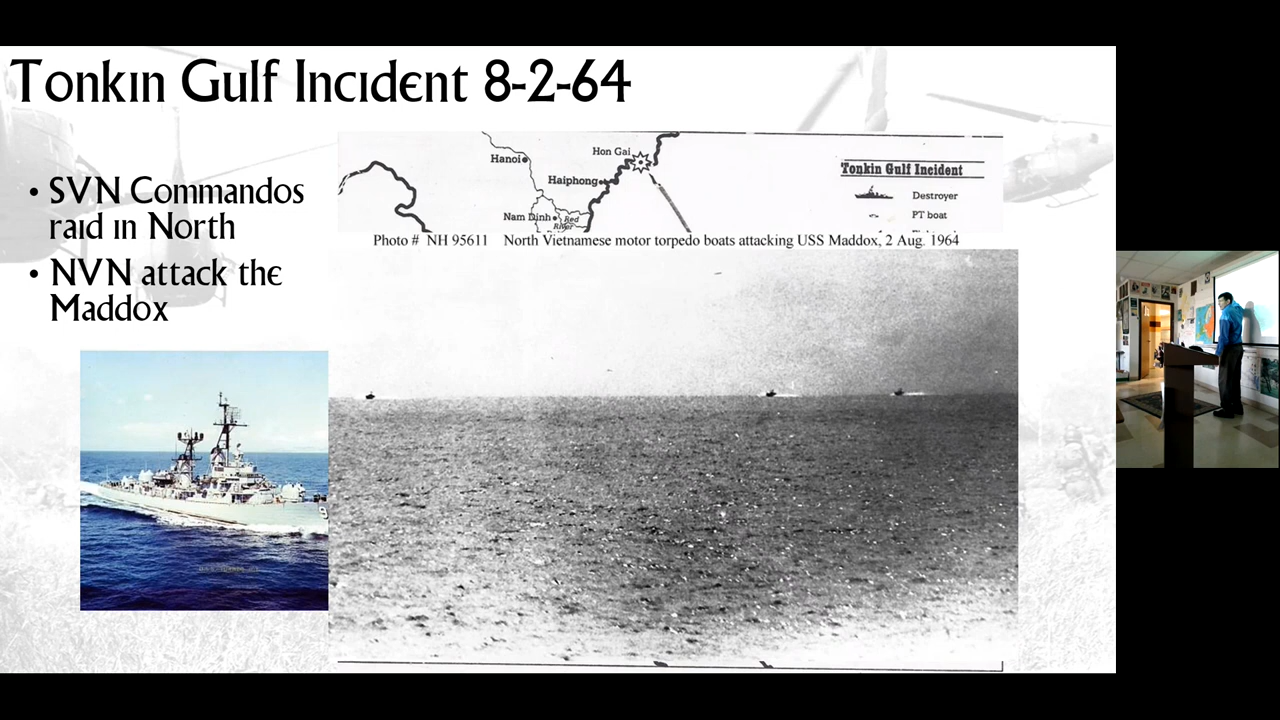 Tonkin Gulf Incident 8-2-64
• SVN Commandos
raid in North
• NVN attack the
Maddox
Hanoi
Hon Gai
Haiphong
Nam Dinh
Red
River
Tonkin Gulf Incident
Destroyer
PT boat
Photo # NH 95611 North Vietnamese motor torpedo boats attacking USS Maddox, 2 Aug. 1964
9